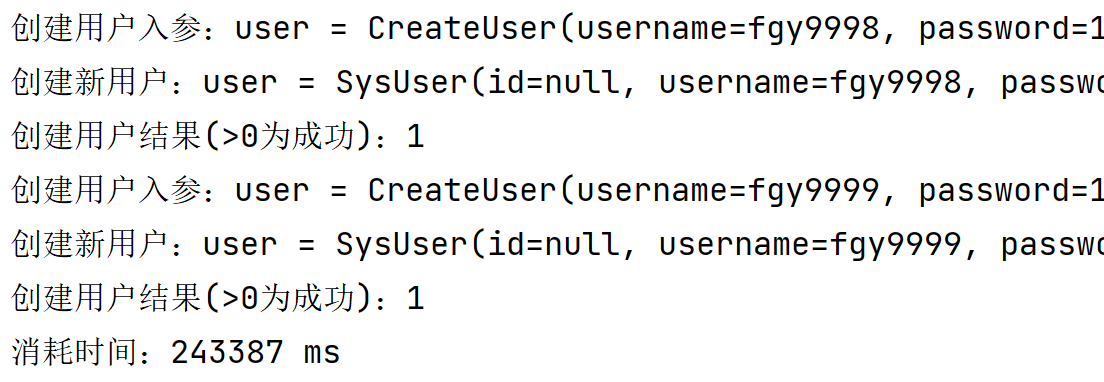 创建用户入参：user = CreateUser(username=fgy9998, password=1
创建新用户：user = SysUser(id=null, username=fgy9998, passwo
创建用户结果(>0为成功)：1
创建用户入参：user = CreateUser(username=fgy9999, password=1
创建新用户：user = SysUser(id=null, username=fgy9999, passwo
创建用户结果(>0为成功)：1
消耗时间：243387 ms